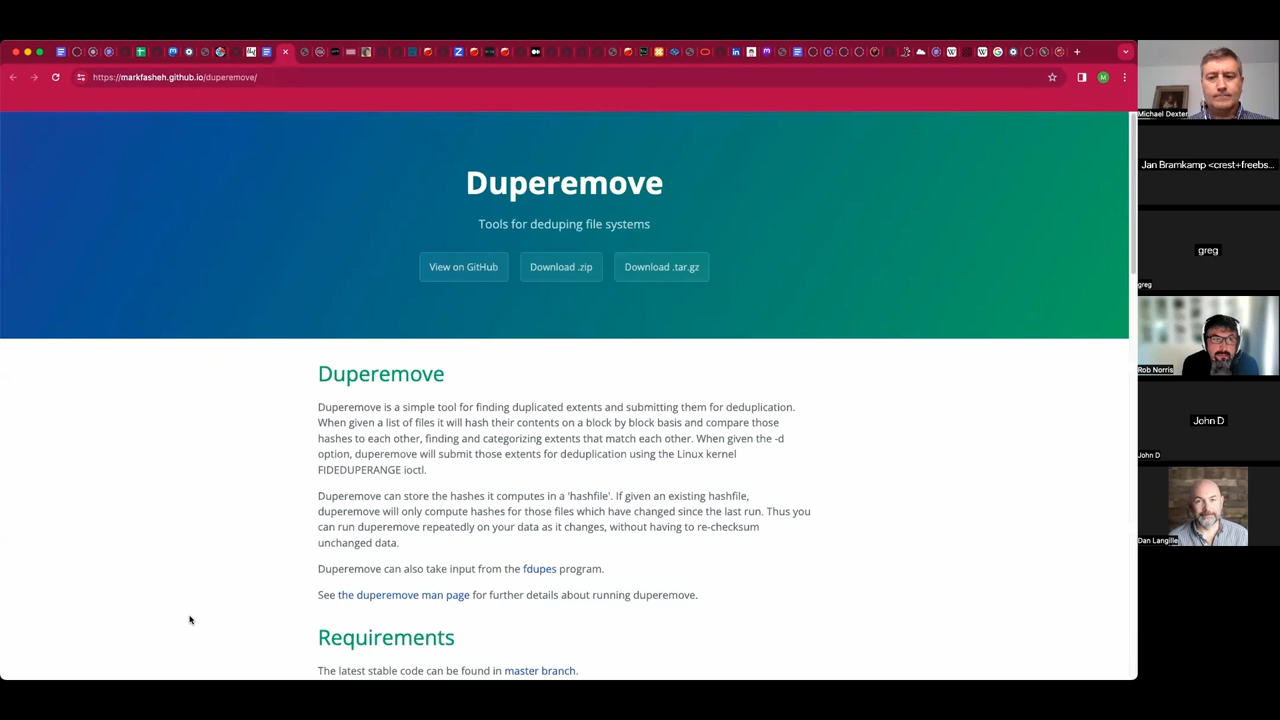 https://markfasheh.github.io/duperemove/
M
Duperemove
Tools for deduping file systems
View on GitHub
Download .zip
Download .tar.gz
Duperemove
Duperemove is a simple tool for finding duplicated extents and submitting them for deduplication.
When given a list of files it will hash their contents on a block by block basis and compare those
hashes to each other, finding and categorizing extents that match each other. When given the -d
option, duperemove will submit those extents for deduplication using the Linux kernel
FIDEDUPERANGE ioctl.
Duperemove can store the hashes it computes in a 'hashfile'. If given an existing hashfile,
duperemove will only compute hashes for those files which have changed since the last run. Thus you
can run duperemove repeatedly on your data as it changes, without having to re-checksum
unchanged data.
Duperemove can also take input from the fdupes program.
See the duperemove man page for further details about running duperemove.
Requirements
The latest stable code can be found in master branch.
Michael Dexter
Jan Bramkamp <crest+freebs...
greg
greg
Rob Norris
John D
John D
Dan Langille